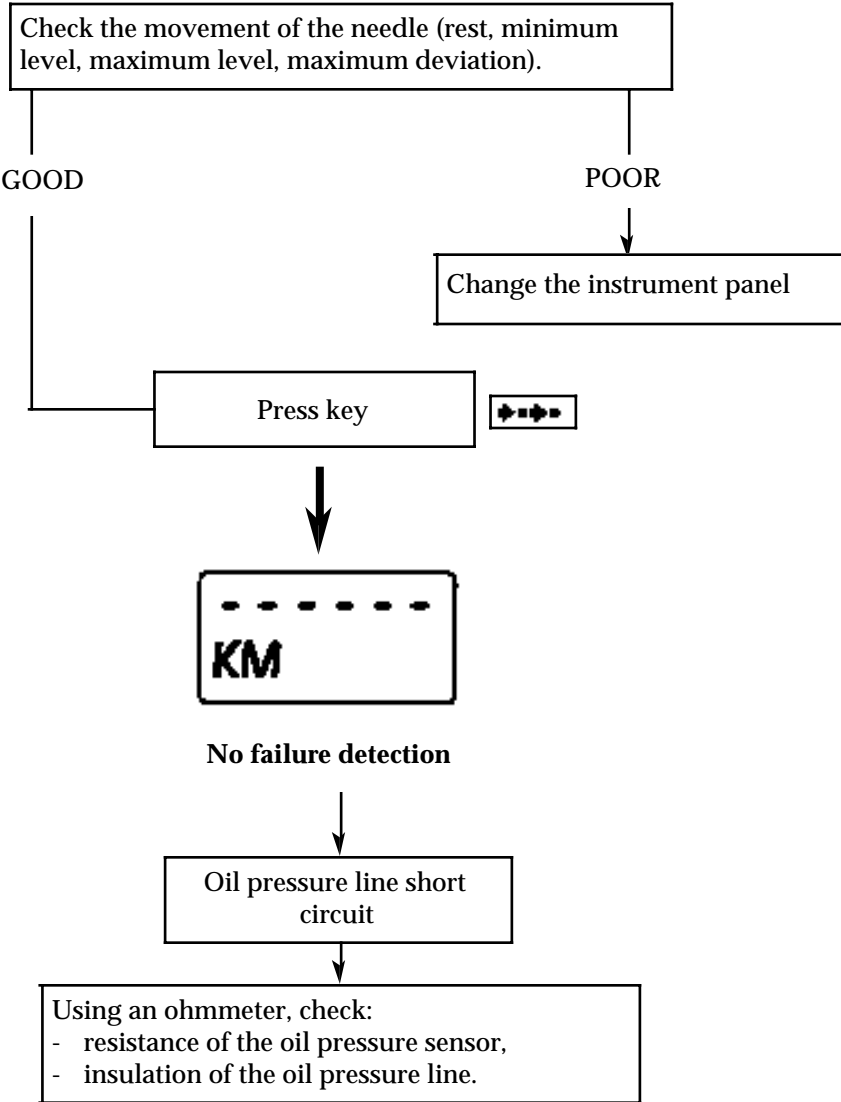 Check the movement of the needle (rest, minimum
level, maximum level, maximum deviation).
GOOD
POOR
Change the instrument panel
Press key
- - - - - -
KM
No failure detection
Oil pressure line short
circuit
Using an ohmmeter, check:
- resistance of the oil pressure sensor,
- insulation of the oil pressure line.